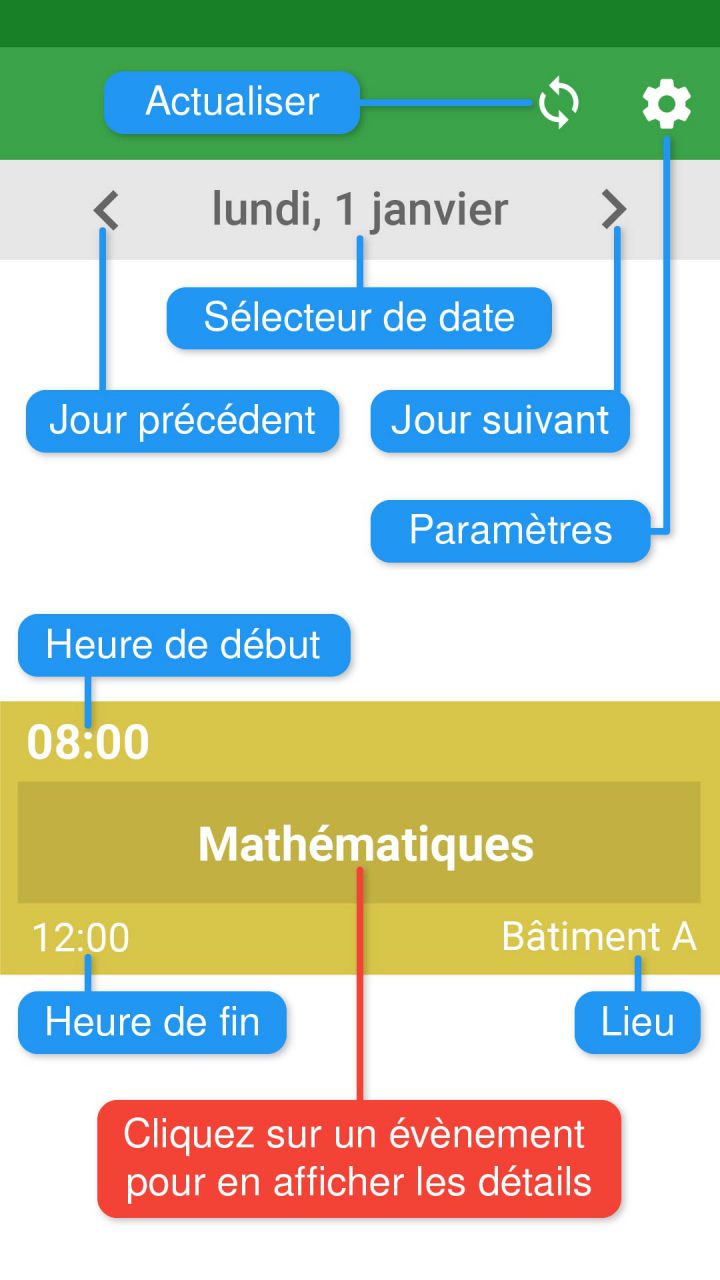 Actualiser
lundi, 1 janvier
Sélecteur de date
Jour précédent
Jour suivant
Paramètres
Heure de début
08:00
Mathématiques
12:00
Bâtiment A
Heure de fin
Lieu
Cliquez sur un évènement
pour en afficher les détails